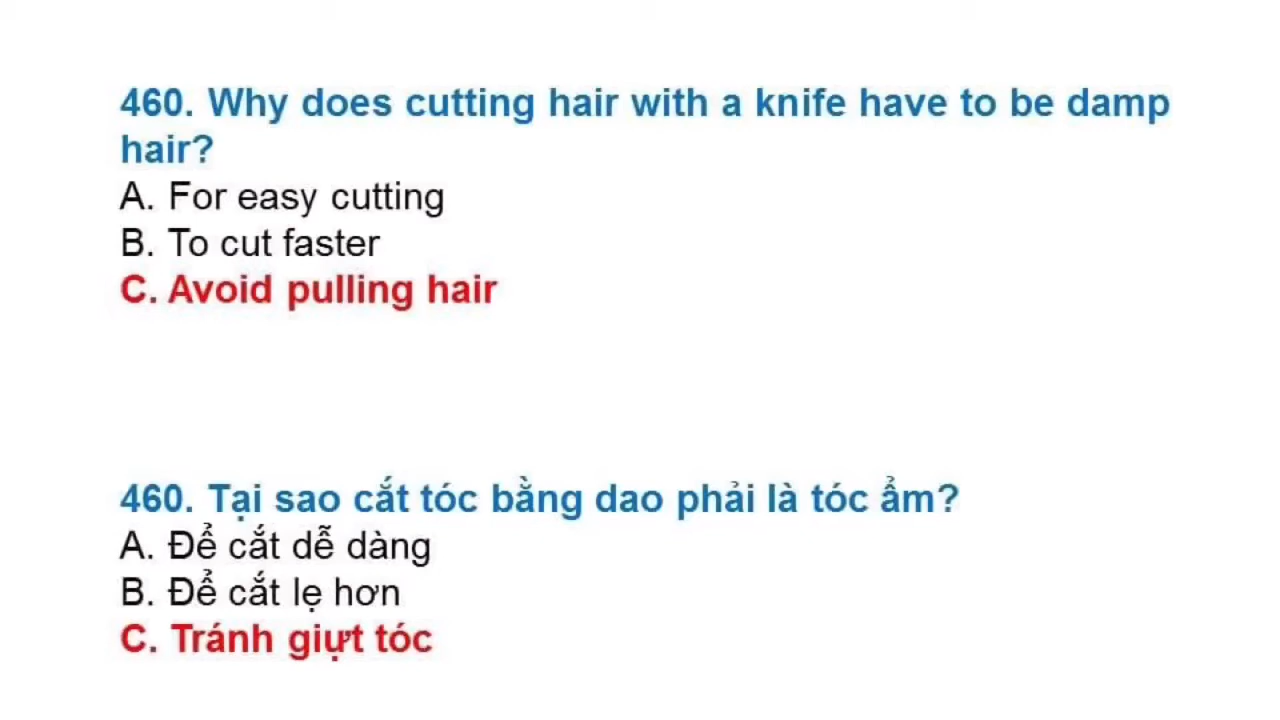 460. Why does cutting hair with a knife have to be damp
hair?
A. For easy cutting
B. To cut faster
C. Avoid pulling hair
460. Tại sao cắt tóc bằng dao phải là tóc ẩm?
A. Để cắt dễ dàng
B. Để cắt lẹ hơn
C. Tránh giựt tóc